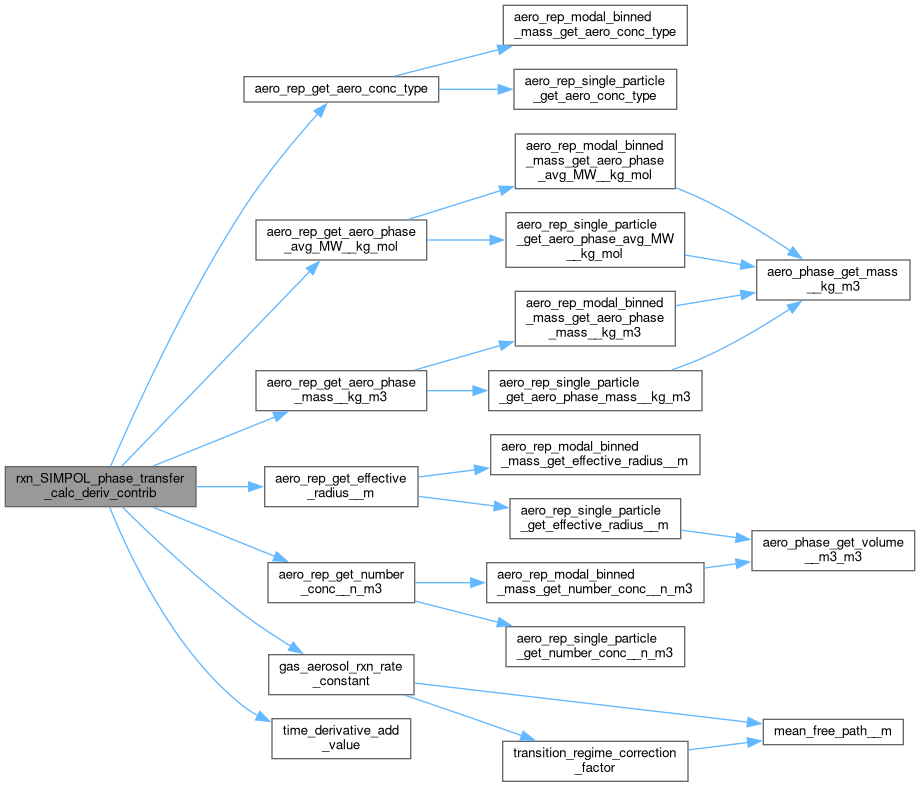 aero_rep_modal_binned
_mass_get_aero_conc_type
aero_rep_get_aero_conc_type
aero_rep_single_particle
_get_aero_conc_type
aero_rep_modal_binned
_mass_get_aero_phase
_avg_MW__kg_mol
aero_rep_get_aero_phase
_avg_MW__kg_mol
aero_rep_single_particle
_get_aero_phase_avg_MW
__kg_mol
aero_phase_get_mass
__kg_m3
aero_rep_modal_binned
_mass_get_aero_phase
_mass__kg_m3
aero_rep_get_aero_phase
_mass__kg_m3
aero_rep_single_particle
_get_aero_phase_mass__kg_m3
rxn_SIMPOL_phase_transfer
_calc_deriv_contrib
aero_rep_get_effective
_radius__m
aero_rep_modal_binned
_mass_get_effective_radius__m
aero_rep_single_particle
_get_effective_radius__m
aero_phase_get_volume
__m3_m3
aero_rep_get_number
_conc__n_m3
aero_rep_modal_binned
_mass_get_number_conc__n_m3
aero_rep_single_particle
_get_number_conc__n_m3
gas_aerosol_rxn_rate
_constant
time_derivative_add
_value
mean_free_path__m
transition_regime_correction
_factor